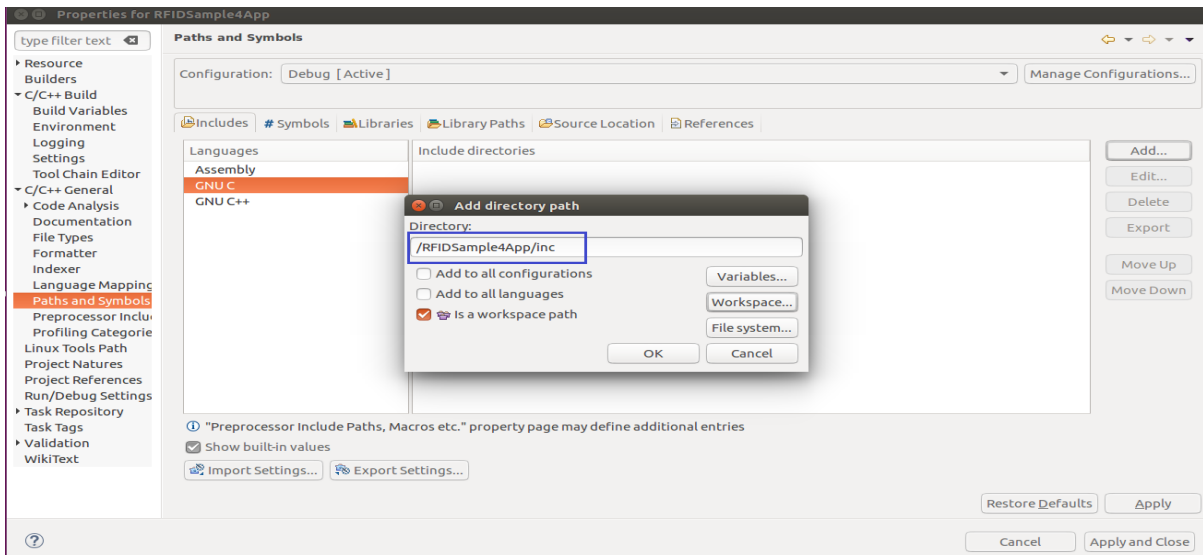 Properties for RFIDSample4App
type filter text
Paths and Symbols
Resource
Builders
C/C++ Build
Build Variables
Environment
Logging
Settings
Tool Chain Editor
C/C++ General
Code Analysis
Documentation
File Types
Formatter
Indexer
Language Mapping
Paths and Symbols
Preprocessor Inclu
Profiling Categorie
Linux Tools Path
Project Natures
Project References
Run/Debug Settings
Task Repository
Task Tags
Validation
WikiText
Configuration: Debug [Active] Manage Configurations...
Includes # Symbols Libraries Library Paths Source Location References
Languages Include directories
Assembly
GNU C
GNU C++
Add...
Edit...
Delete
Export
Move Up
Move Down
Add directory path
Directory:
/RFIDSample4App/inc
Add to all configurations
Add to all languages
Is a workspace path
Variables...
Workspace...
File system...
OK Cancel
"Preprocessor Include Paths, Macros etc." property page may define additional entries
Show built-in values
Import Settings... Export Settings...
Restore Defaults Apply
? Cancel Apply and Close